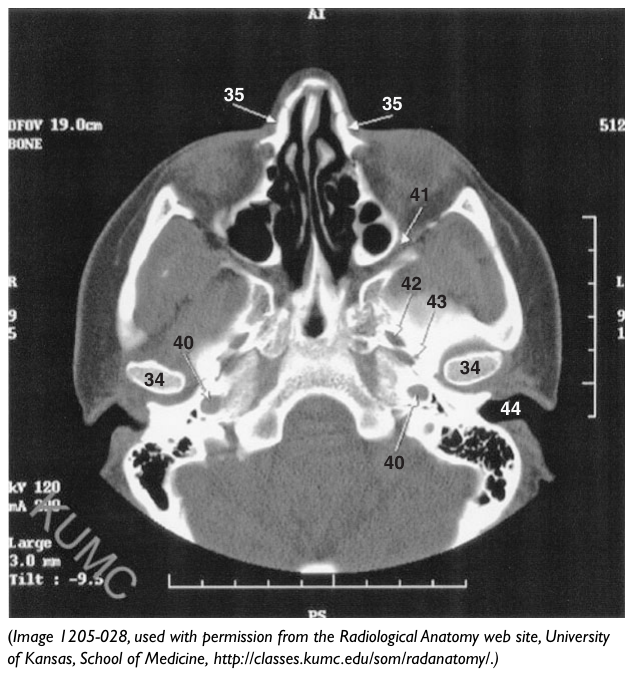 AI
35
35
DFOV 19.0cm
BONE
512
41
R
9
5
L
9
1
42
43
40
34
34
44
40
kV 120
mA
KUMC
Large
3.0 mm
Tilt : -9.5
PS
(Image 1205-028, used with permission from the Radiological Anatomy web site, University
of Kansas, School of Medicine, http://classes.kumc.edu/som/radanatomy/.)